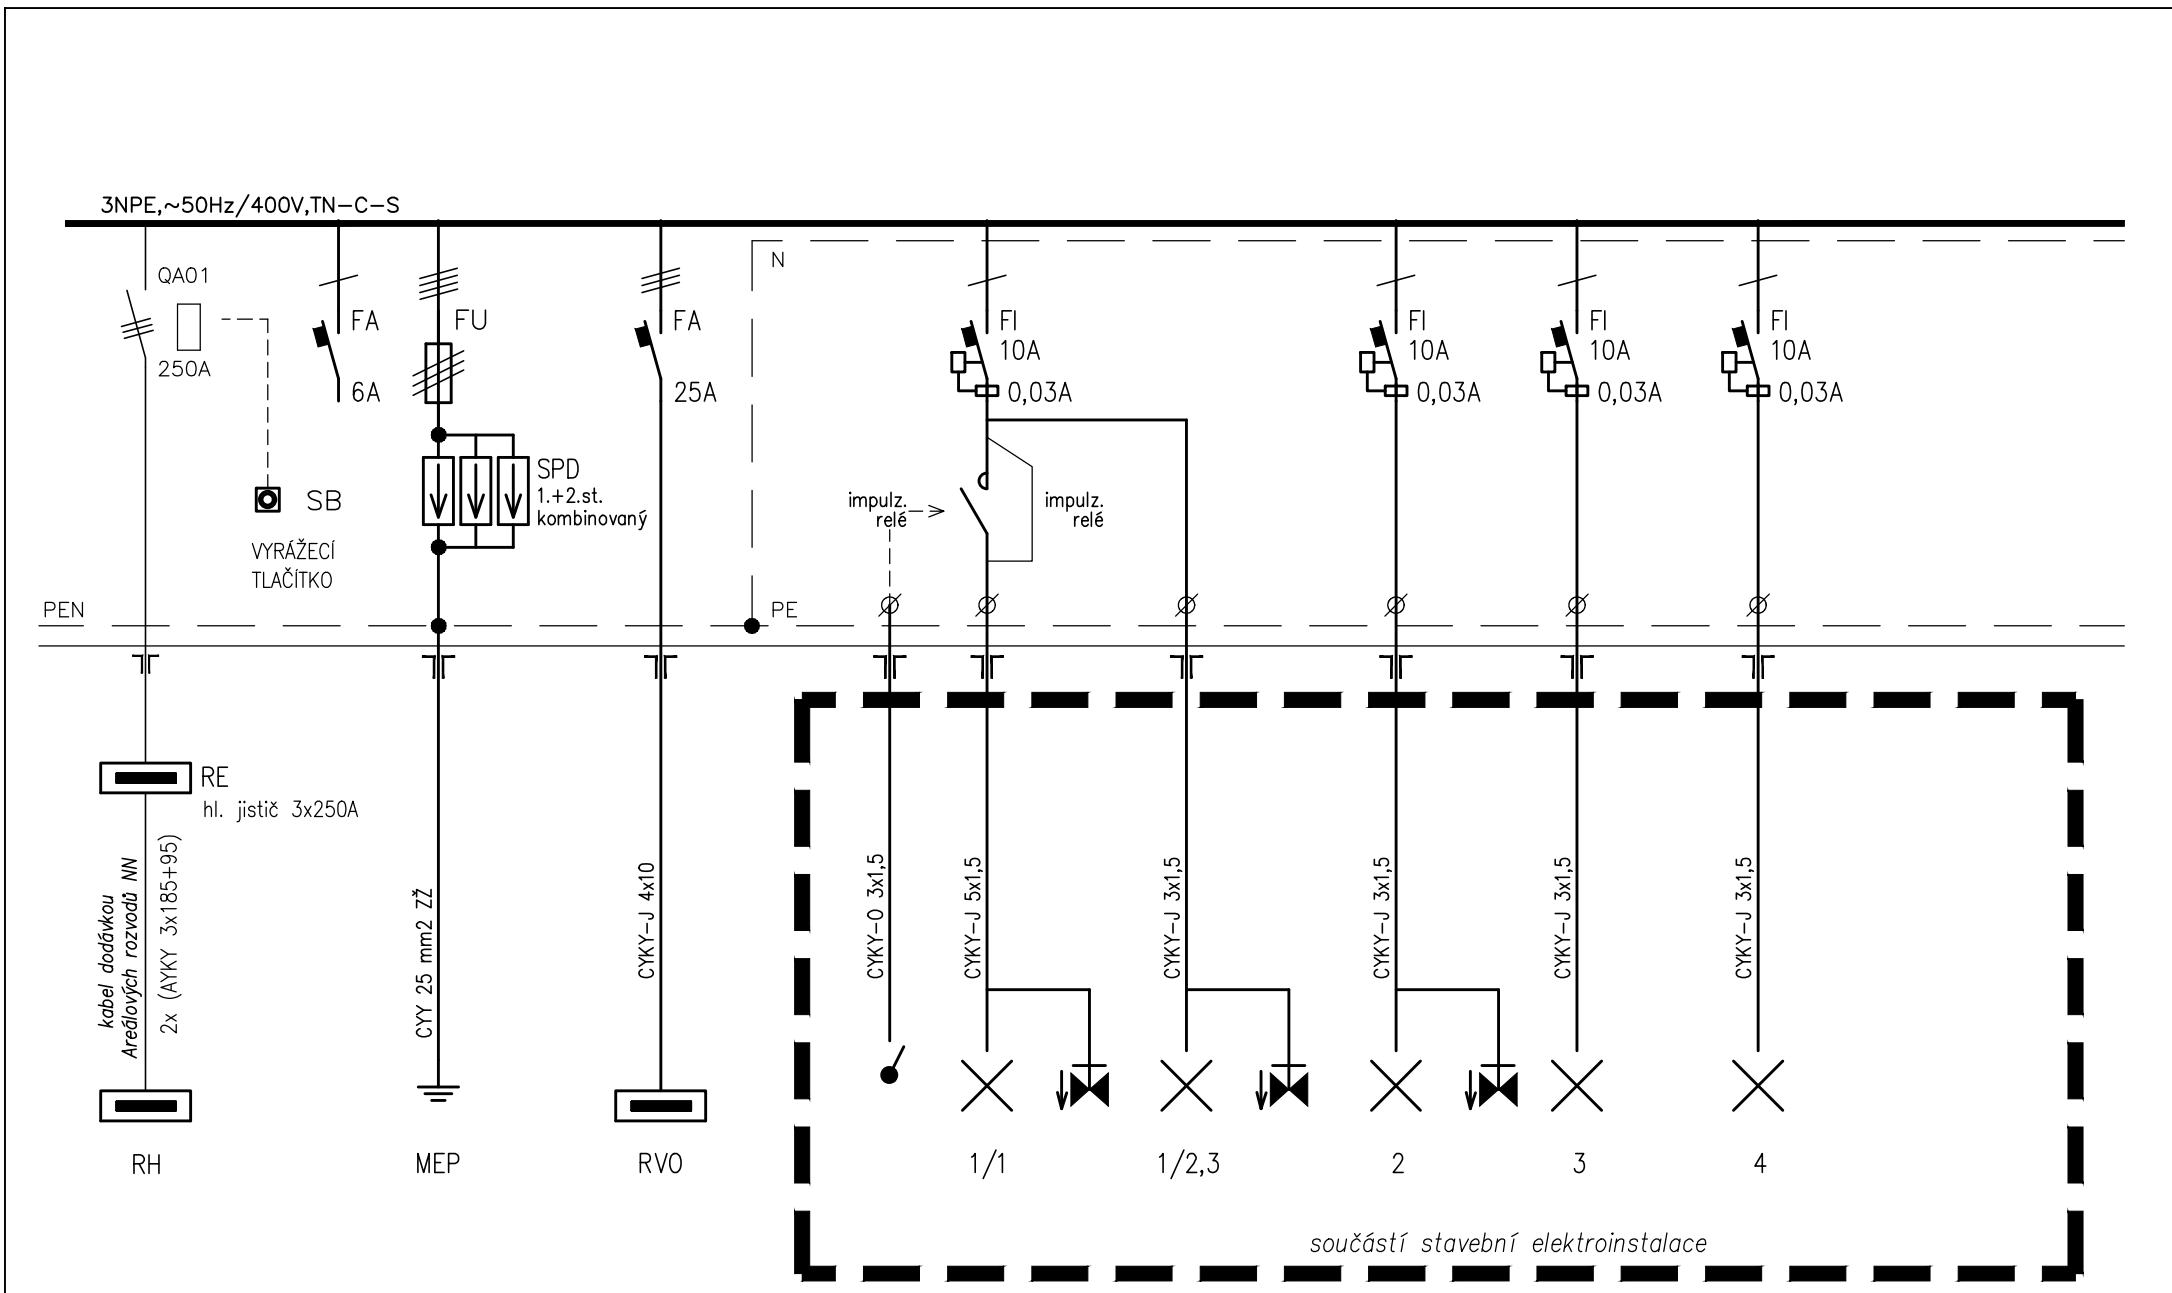 3NPE,~50Hz/400V,TN-C-S
N
QA01
250A
FA
6A
FU
FA
25A
FI
10A
0,03A
FI
10A
0,03A
FI
10A
0,03A
FI
10A
0,03A
SPD
1.+2.st.
kombinovaný
SB
VYRÁŽECÍ
TLAČÍTKO
impulz.
relé
impulz.
relé
PEN
PE
RE
hl. jistič 3x250A
kabel dodávkou
Areálových rozvodů NN
2x (AYKY 3x185+95)
CYY 25 mm2 ZŽ
CYKY-J 4x10
CYKY-O 3x1,5
CYKY-J 5x1,5
CYKY-J 3x1,5
CYKY-J 3x1,5
CYKY-J 3x1,5
CYKY-J 3x1,5
RH
MEP
RVO
1/1
1/2,3
2
3
4
součástí stavební elektroinstalace